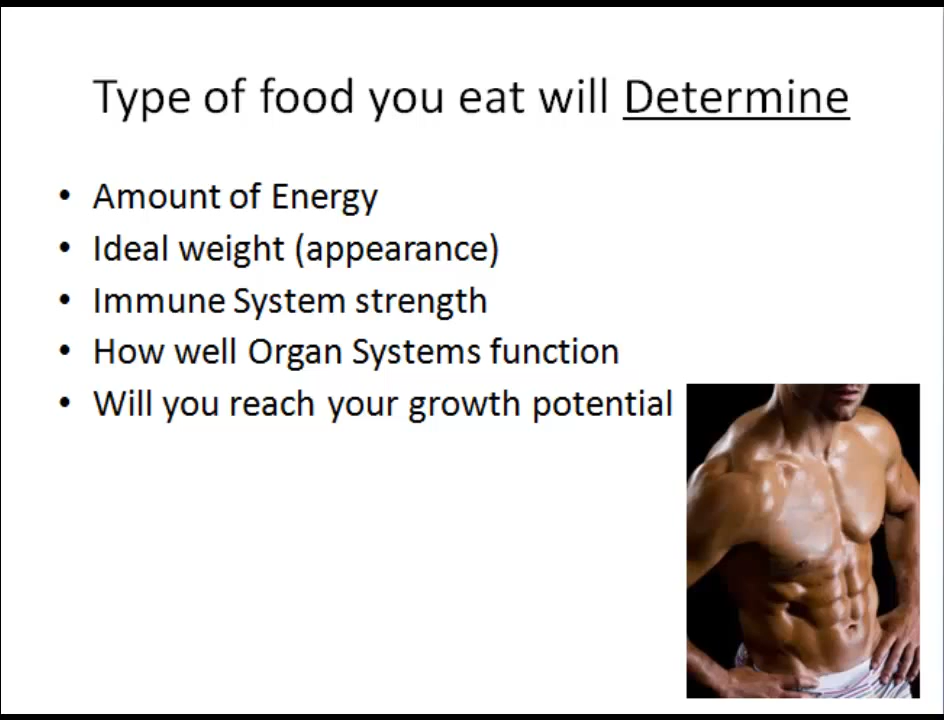 Type of food you eat will Determine
• Amount of Energy
• Ideal weight (appearance)
• Immune System strength
• How well Organ Systems function
• Will you reach your growth potential